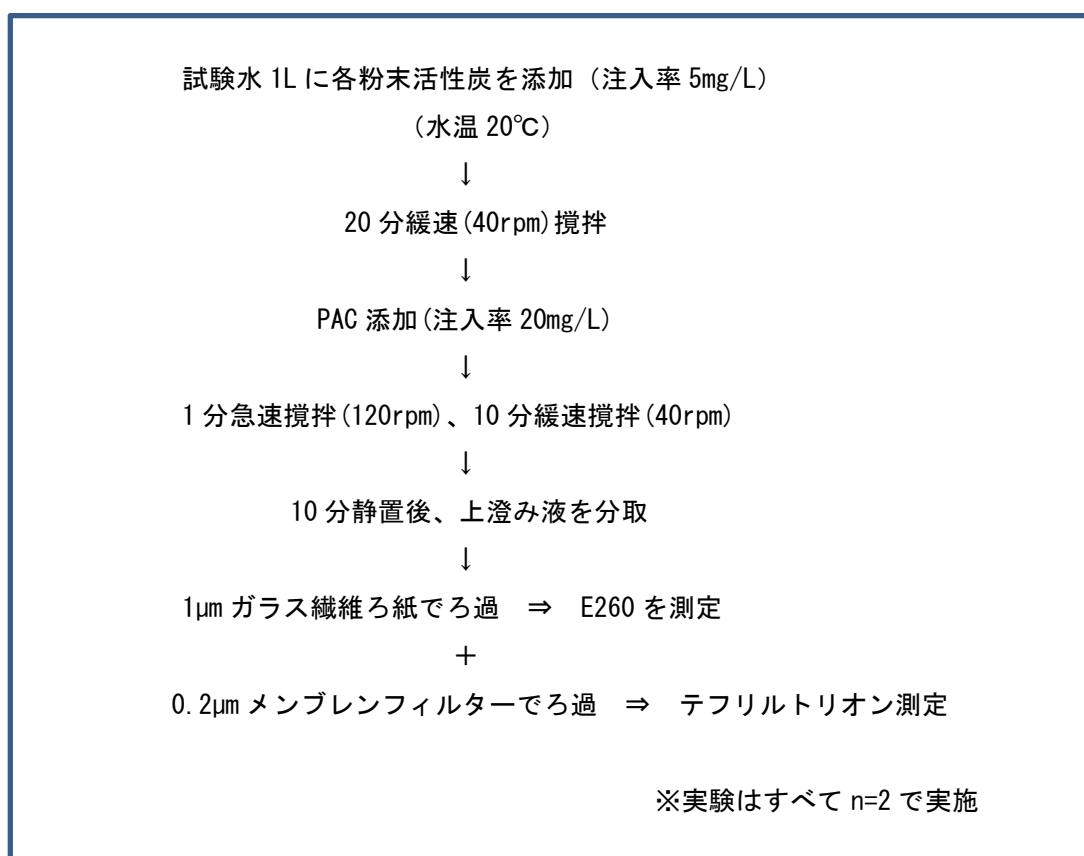 試験水 1L に各粉末活性炭を添加（注入率 5mg/L）
（水温 20℃）
↓
20 分緩速(40rpm)撹拌
↓
PAC 添加(注入率 20mg/L)
↓
1 分急速撹拌(120rpm)、10 分緩速撹拌(40rpm)
↓
10 分静置後、上澄み液を分取
↓
1μm ガラス繊維ろ紙でろ過　⇒　E260 を測定
＋
0.2μm メンブレンフィルターでろ過　⇒　テフリルトリオン測定
※実験はすべて n=2 で実施